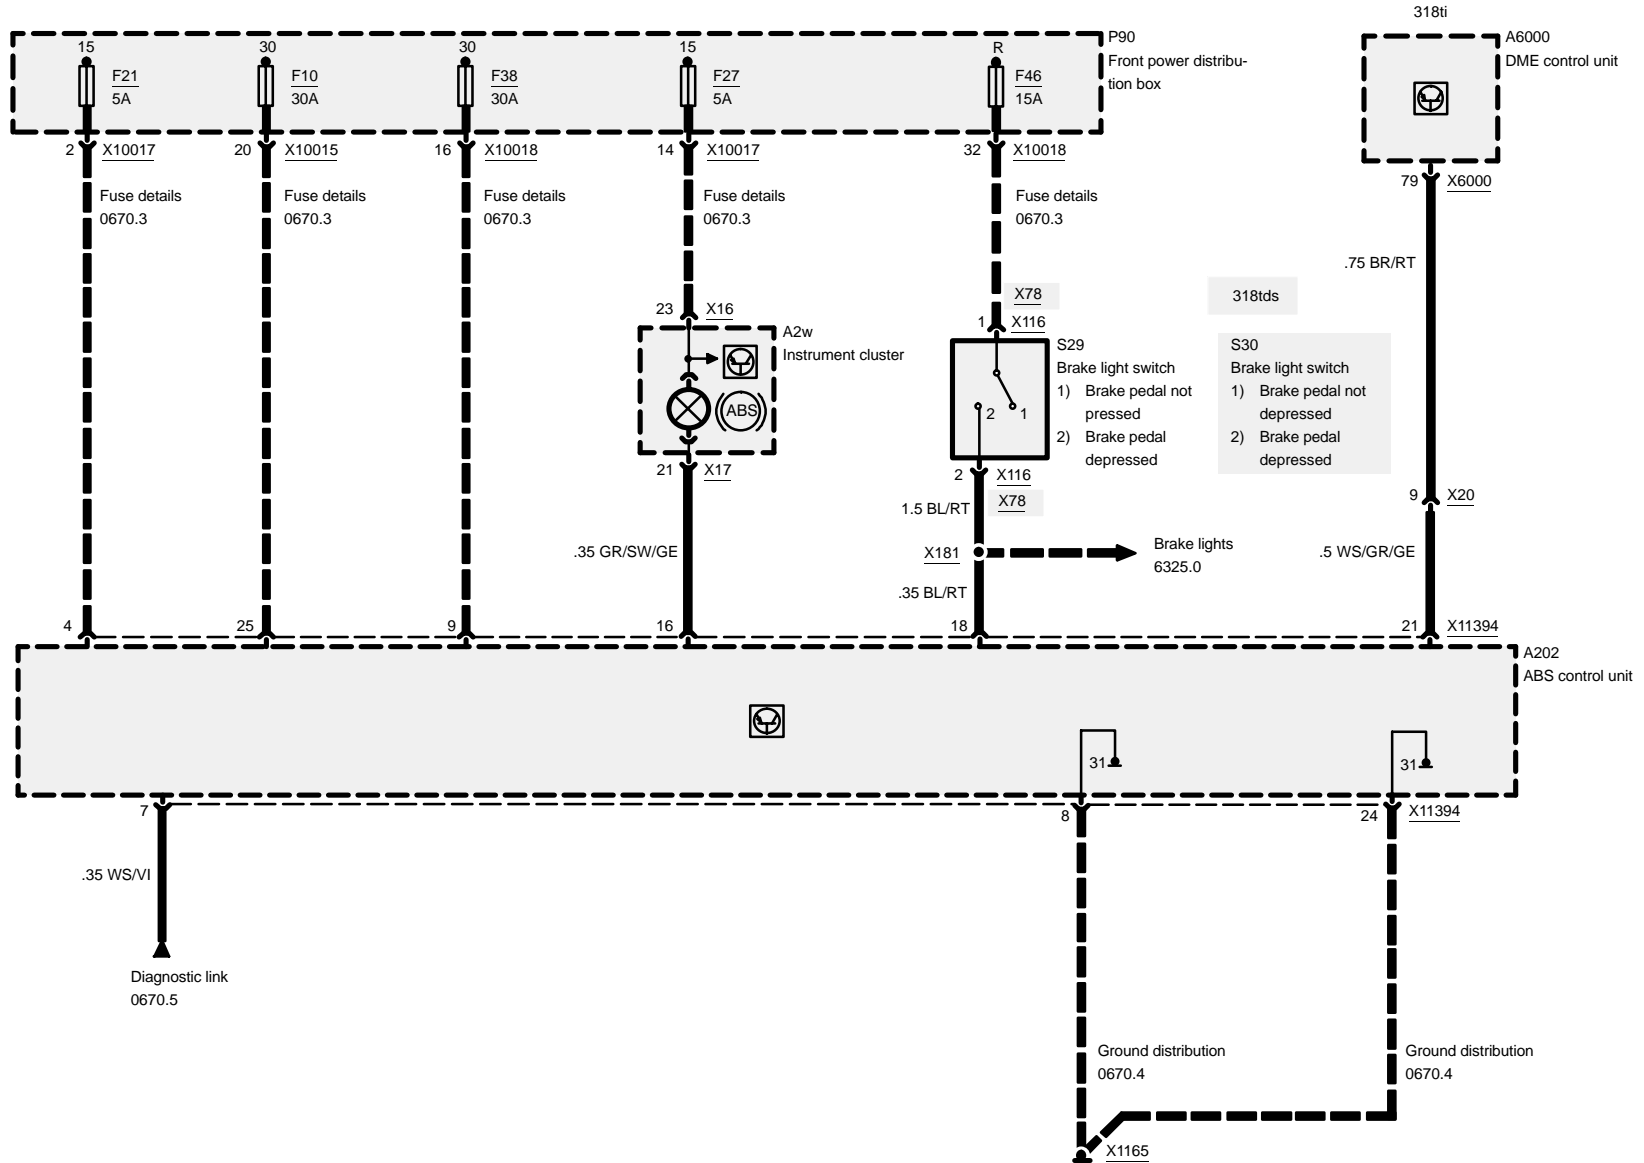 318ti
15
30
30
15
R
P90
Front power distribu-
tion box
A6000
DME control unit
F21
5A
F10
30A
F38
30A
F27
5A
F46
15A
2 X10017
20 X10015
16 X10018
14 X10017
32 X10018
79 X6000
Fuse details
0670.3
Fuse details
0670.3
Fuse details
0670.3
Fuse details
0670.3
Fuse details
0670.3
.75 BR/RT
318tds
X78
23 X16
1 X116
A2w
Instrument cluster
ABS
S29
Brake light switch
1) Brake pedal not
pressed
2) Brake pedal
depressed
2
1
S30
Brake light switch
1) Brake pedal not
depressed
2) Brake pedal
depressed
21 X17
2 X116
X78
1.5 BL/RT
9 X20
.35 GR/SW/GE
X181
Brake lights
6325.0
.5 WS/GR/GE
.35 BL/RT
4
25
9
16
18
21 X11394
A202
ABS control unit
31
31
7
8
24 X11394
.35 WS/VI
Diagnostic link
0670.5
Ground distribution
0670.4
Ground distribution
0670.4
X1165